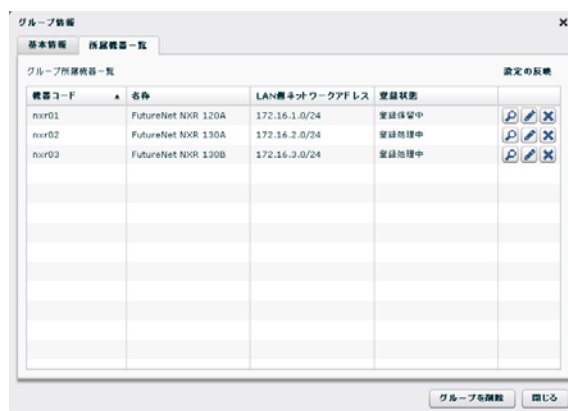 グループ情報
基本情報 所属機器一覧
グループ所属機器一覧 設定の反映
機器コード ▲ 名称 LAN側ネットワークアドレス 登録状態
nxr01 FutureNet NXR 120A 172.16.1.0/24 登録保留中
nxr02 FutureNet NXR 130A 172.16.2.0/24 登録処理中
nxr03 FutureNet NXR 130B 172.16.3.0/24 登録処理中
グループを削除 閉じる